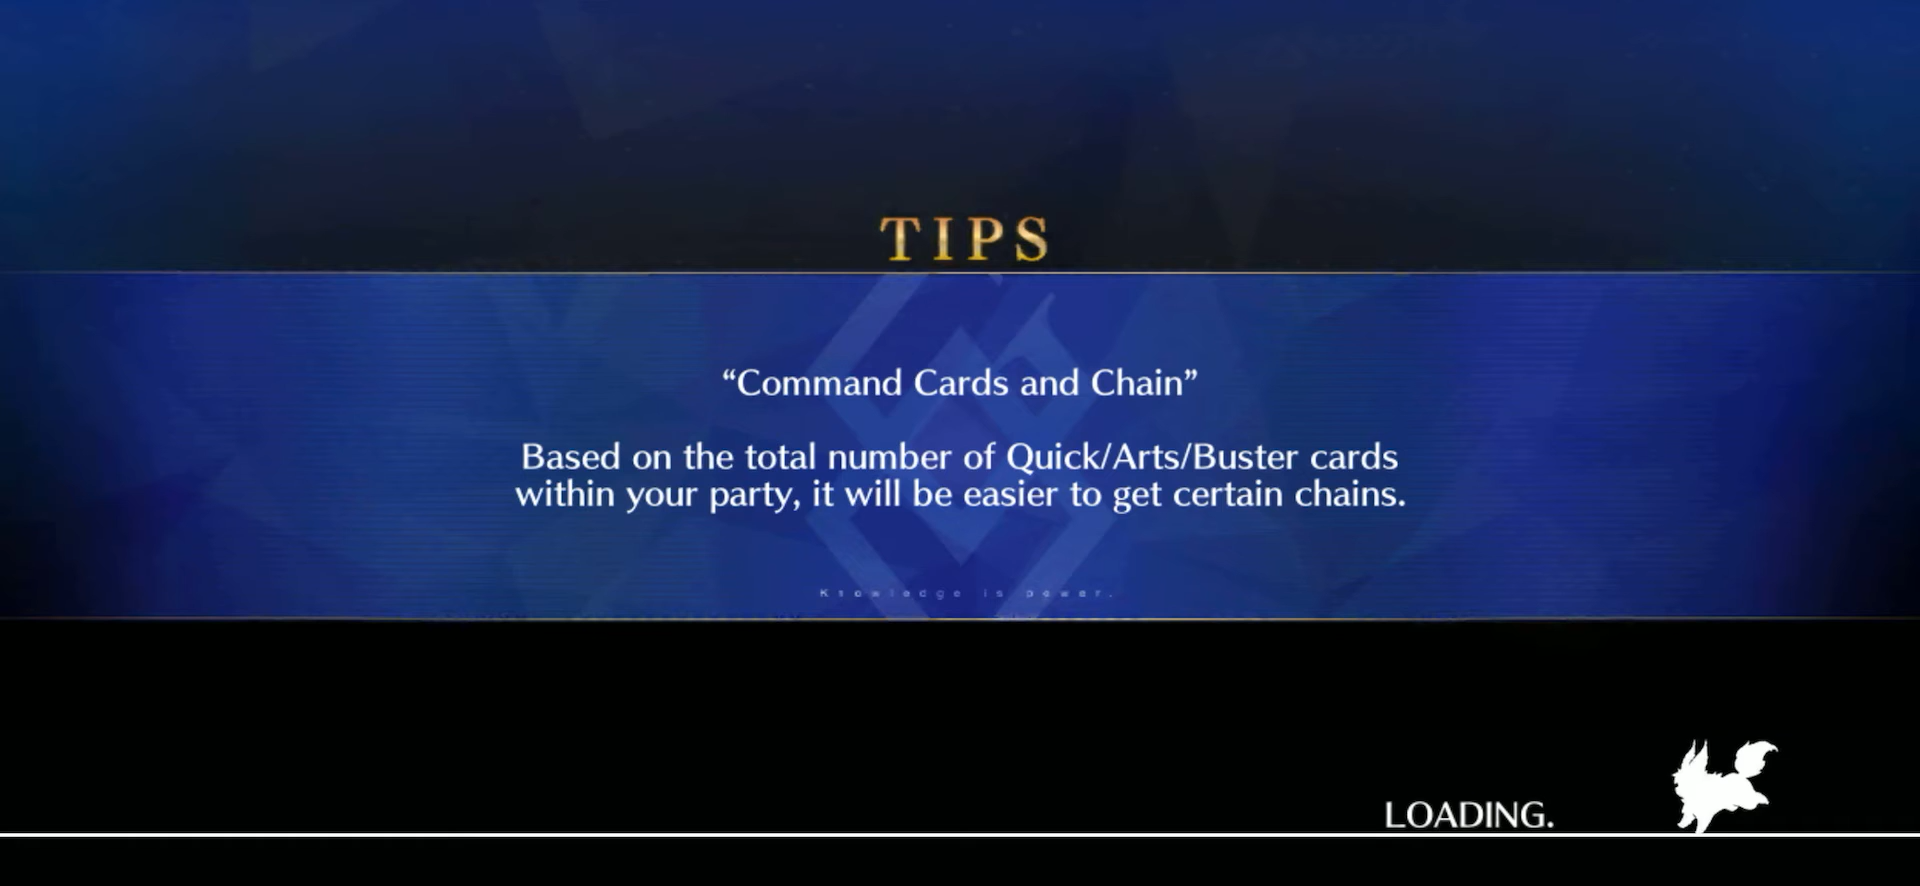 TIPS
“Command Cards and Chain”
Based on the total number of Quick/Arts/Buster cards
within your party, it will be easier to get certain chains.
Knowledge is power.
LOADING.